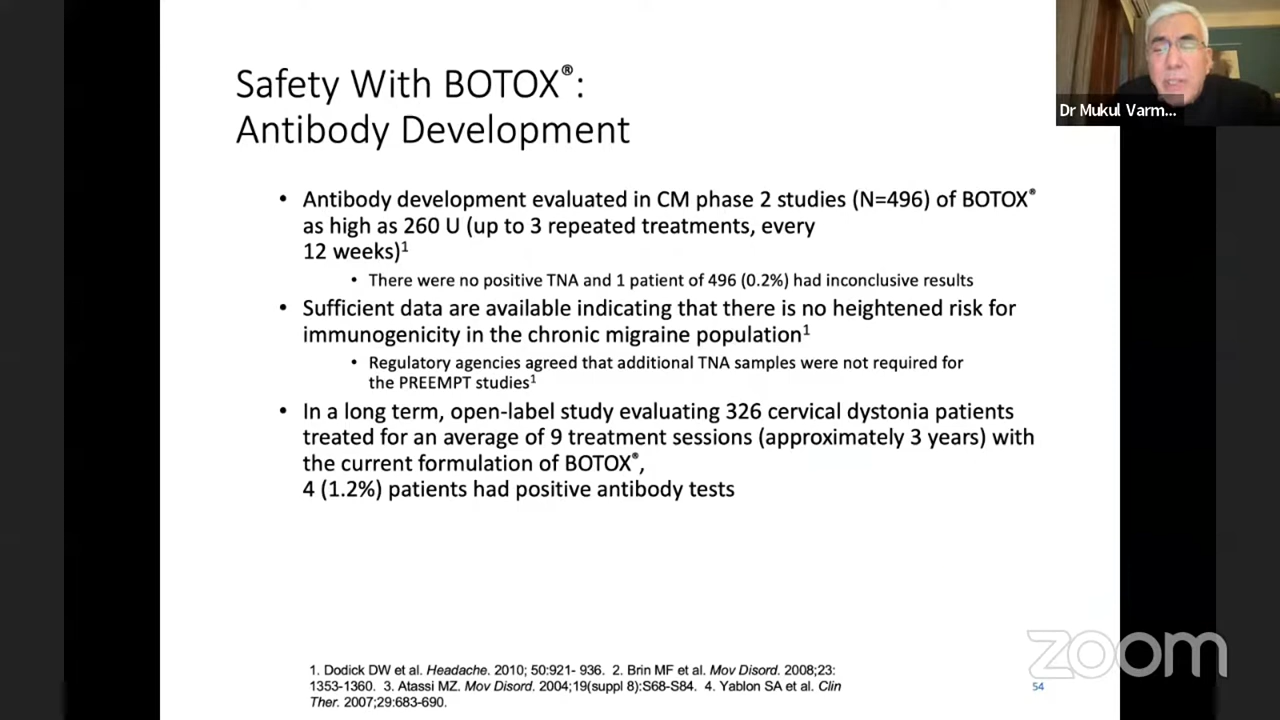 Safety With BOTOX®:
Antibody Development
Dr Mukul Varm...
• Antibody development evaluated in CM phase 2 studies (N=496) of BOTOX®
as high as 260 U (up to 3 repeated treatments, every
12 weeks)1
• There were no positive TNA and 1 patient of 496 (0.2%) had inconclusive results
• Sufficient data are available indicating that there is no heightened risk for
immunogenicity in the chronic migraine population1
• Regulatory agencies agreed that additional TNA samples were not required for
the PREEMPT studies1
• In a long term, open-label study evaluating 326 cervical dystonia patients
treated for an average of 9 treatment sessions (approximately 3 years) with
the current formulation of BOTOX®,
4 (1.2%) patients had positive antibody tests
1. Dodick DW et al. Headache. 2010; 50:921- 936. 2. Brin MF et al. Mov Disord. 2008;23:
1353-1360. 3. Atassi MZ. Mov Disord. 2004;19(suppl 8):S68-S84. 4. Yablon SA et al. Clin
Ther. 2007;29:683-690.
zoom
54